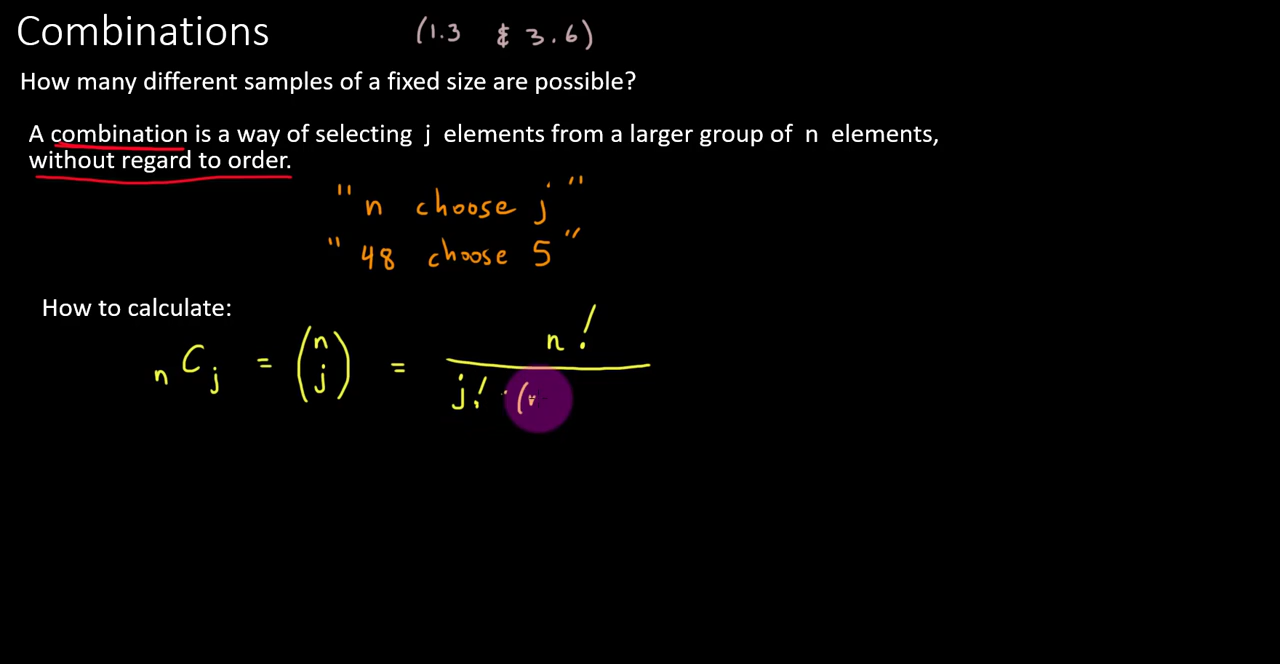 Combinations (1.3 & 3.6)
How many different samples of a fixed size are possible?
A combination is a way of selecting j elements from a larger group of n elements,
without regard to order.
"n choose j"
"48 choose 5"
How to calculate:
n!
n C j = (n j) = 
j! · (